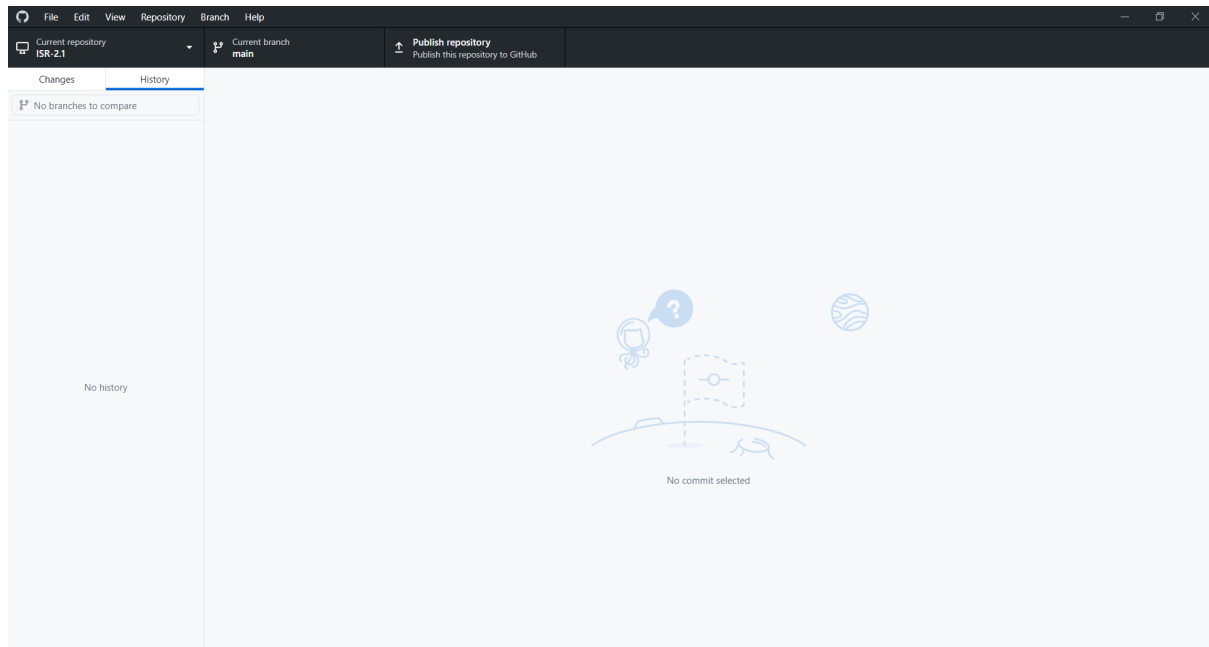 File Edit View Repository Branch Help
Current repository
ISR-2.1
Current branch
main
Publish repository
Publish this repository to GitHub
Changes History
No branches to compare
No history
?
No commit selected